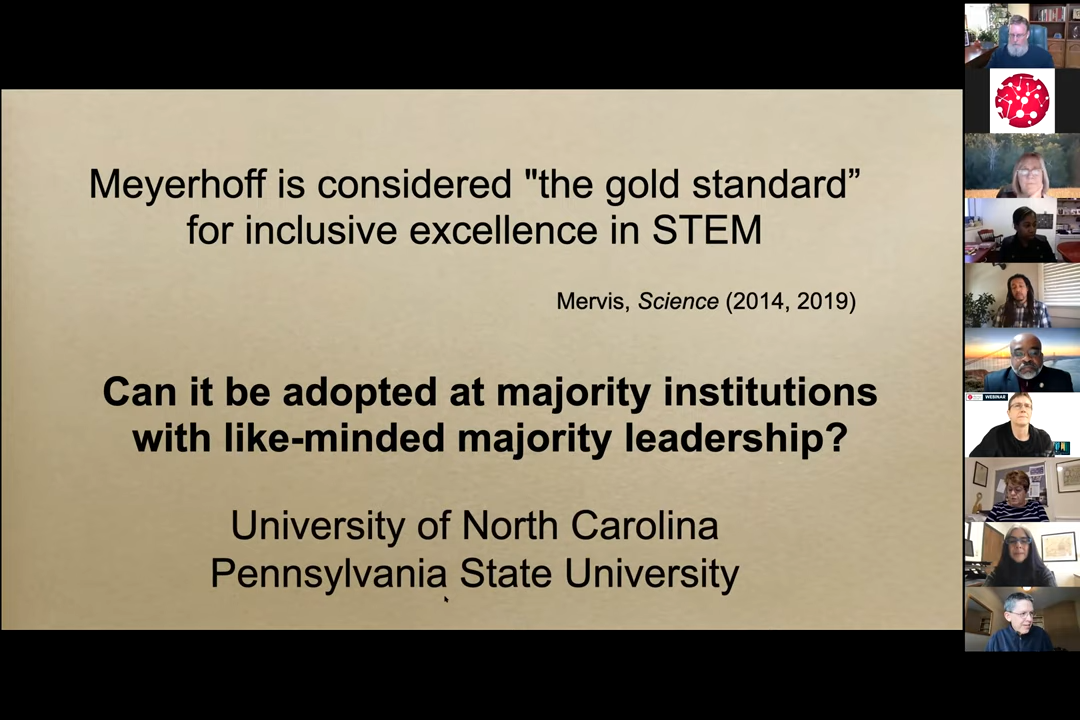 Meyerhoff is considered "the gold standard”
for inclusive excellence in STEM
Mervis, Science (2014, 2019)
Can it be adopted at majority institutions
with like-minded majority leadership?
University of North Carolina
Pennsylvania State University
WEBINAR